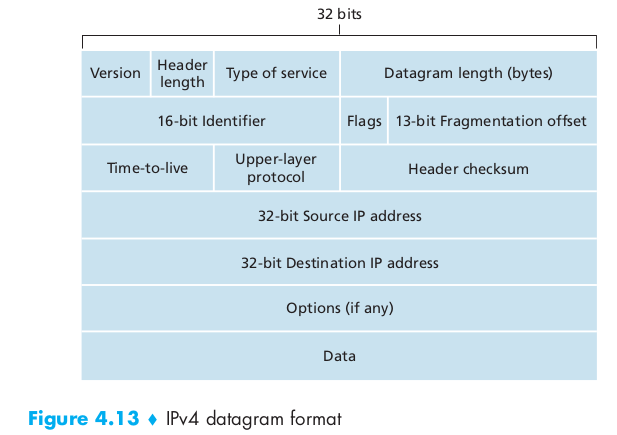 32 bits
Version
Header
length
Type of service
Datagram length (bytes)
16-bit Identifier
Flags
13-bit Fragmentation offset
Time-to-live
Upper-layer
protocol
Header checksum
32-bit Source IP address
32-bit Destination IP address
Options (if any)
Data
Figure 4.13 ♦ IPv4 datagram format